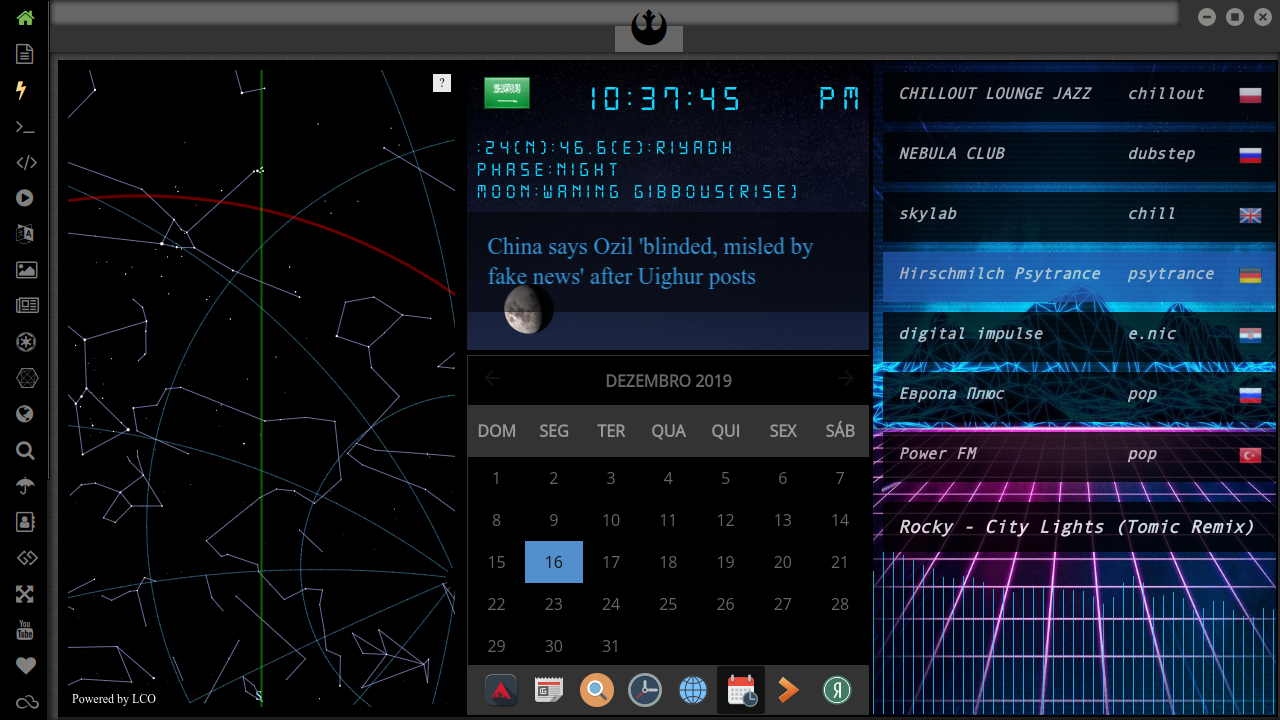 ?
Powered by LCO
S
10:37:45 PM
:24(N):46.6(E):RIYADH
PHASE:NIGHT
MOON:WANING GIBBOUS(RISE)
China says Ozil 'blinded, misled by
fake news' after Uighur posts
DEZEMBRO 2019
DOM SEG TER QUA QUI SEX SÁB
1 2 3 4 5 6 7
8 9 10 11 12 13 14
15 16 17 18 19 20 21
22 23 24 25 26 27 28
29 30 31
CHILLOUT LOUNGE JAZZ chillout
NEBULA CLUB dubstep
skylab chill
Hirschmilch Psytrance psytrance
digital impulse e.nic
Европа Плюс pop
Power FM pop
Rocky - City Lights (Tomic Remix)
You
Tube
Я